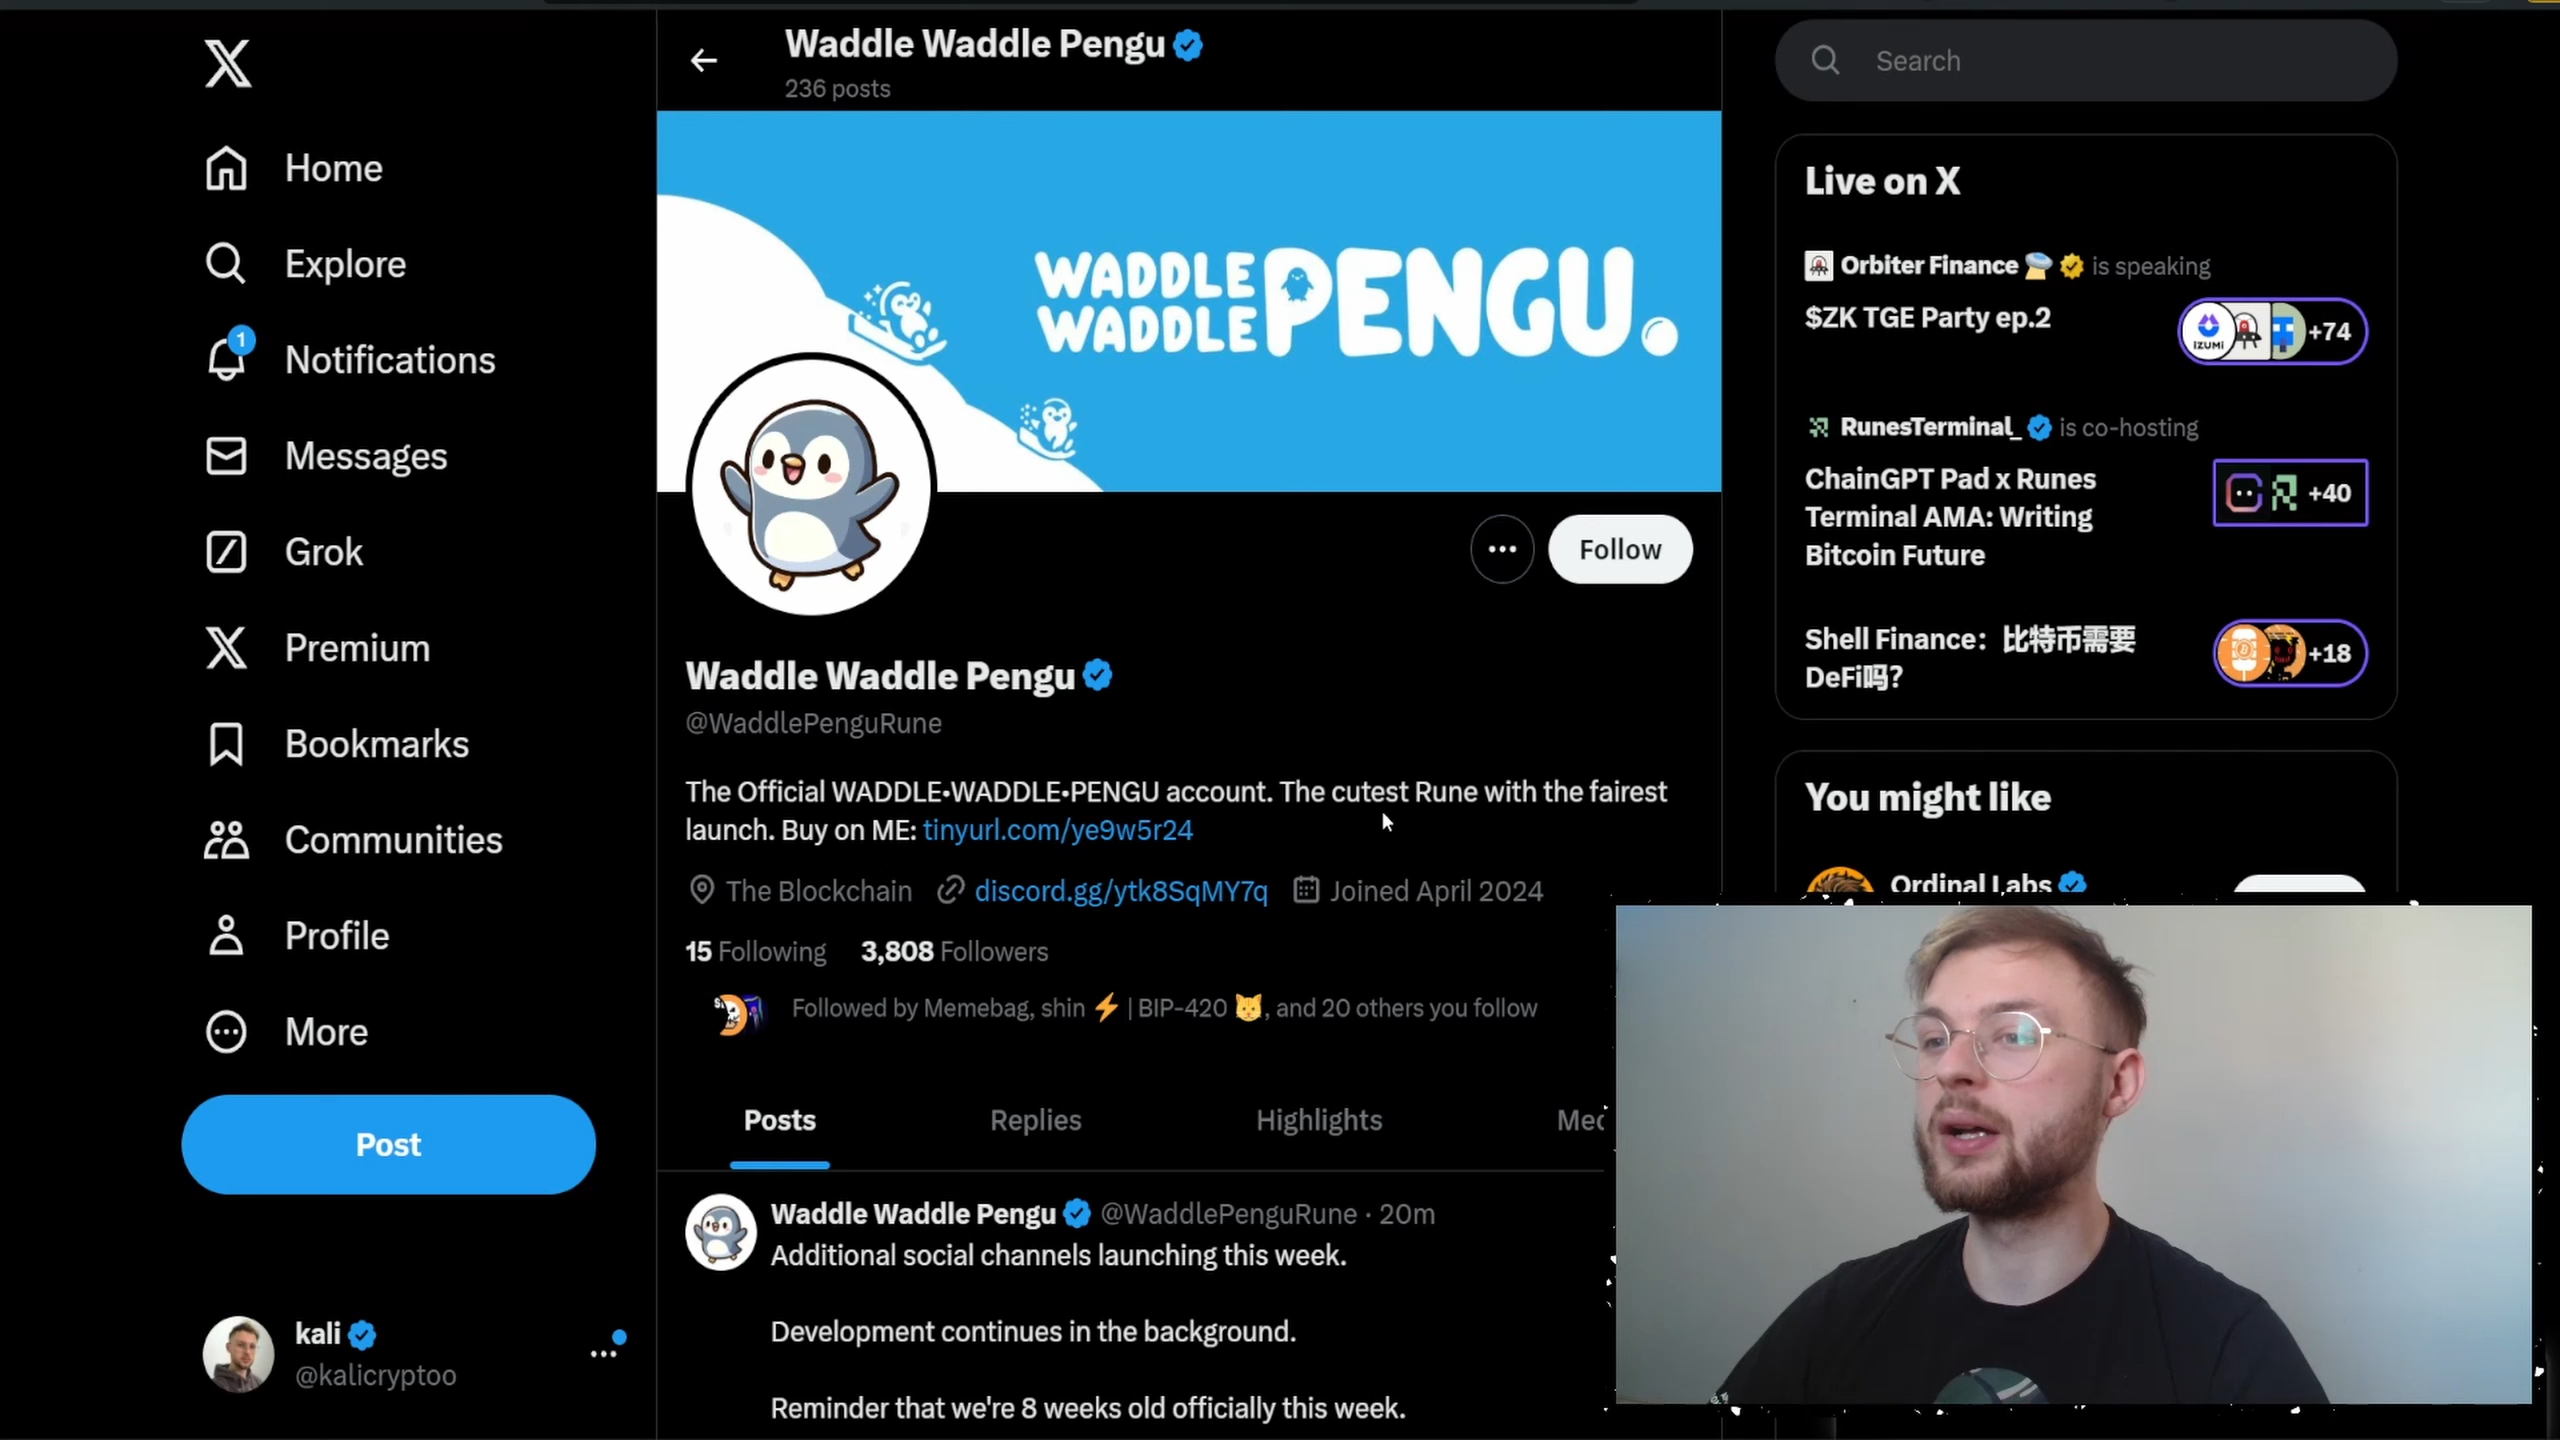 Home
Explore
1
Notifications
Messages
Grok
Premium
Bookmarks
Communities
Profile
More
Post
kali
@kalicryptoo
Waddle Waddle Pengu
236 posts
WADDLE
WADDLE
PENGU.
Follow
Waddle Waddle Pengu
@WaddlePenguRune
The Official WADDLE•WADDLE•PENGU account. The cutest Rune with the fairest
launch. Buy on ME: tinyurl.com/ye9w5r24
The Blockchain discord.gg/ytk8SqMY7q Joined April 2024
15 Following 3,808 Followers
Followed by Memebag, shin ⚡ | BIP-420 🐱, and 20 others you follow
Posts Replies Highlights
Waddle Waddle Pengu @WaddlePenguRune · 20m
Additional social channels launching this week.
Development continues in the background.
Reminder that we're 8 weeks old officially this week.
Search
Live on X
Orbiter Finance 🛸 is speaking
$ZK TGE Party ep.2
iZUMi
+74
RunesTerminal_ is co-hosting
ChainGPT Pad x Runes
Terminal AMA: Writing
Bitcoin Future
+40
Shell Finance：比特币需要
DeFi吗？
+18
You might like
Ordinal Labs